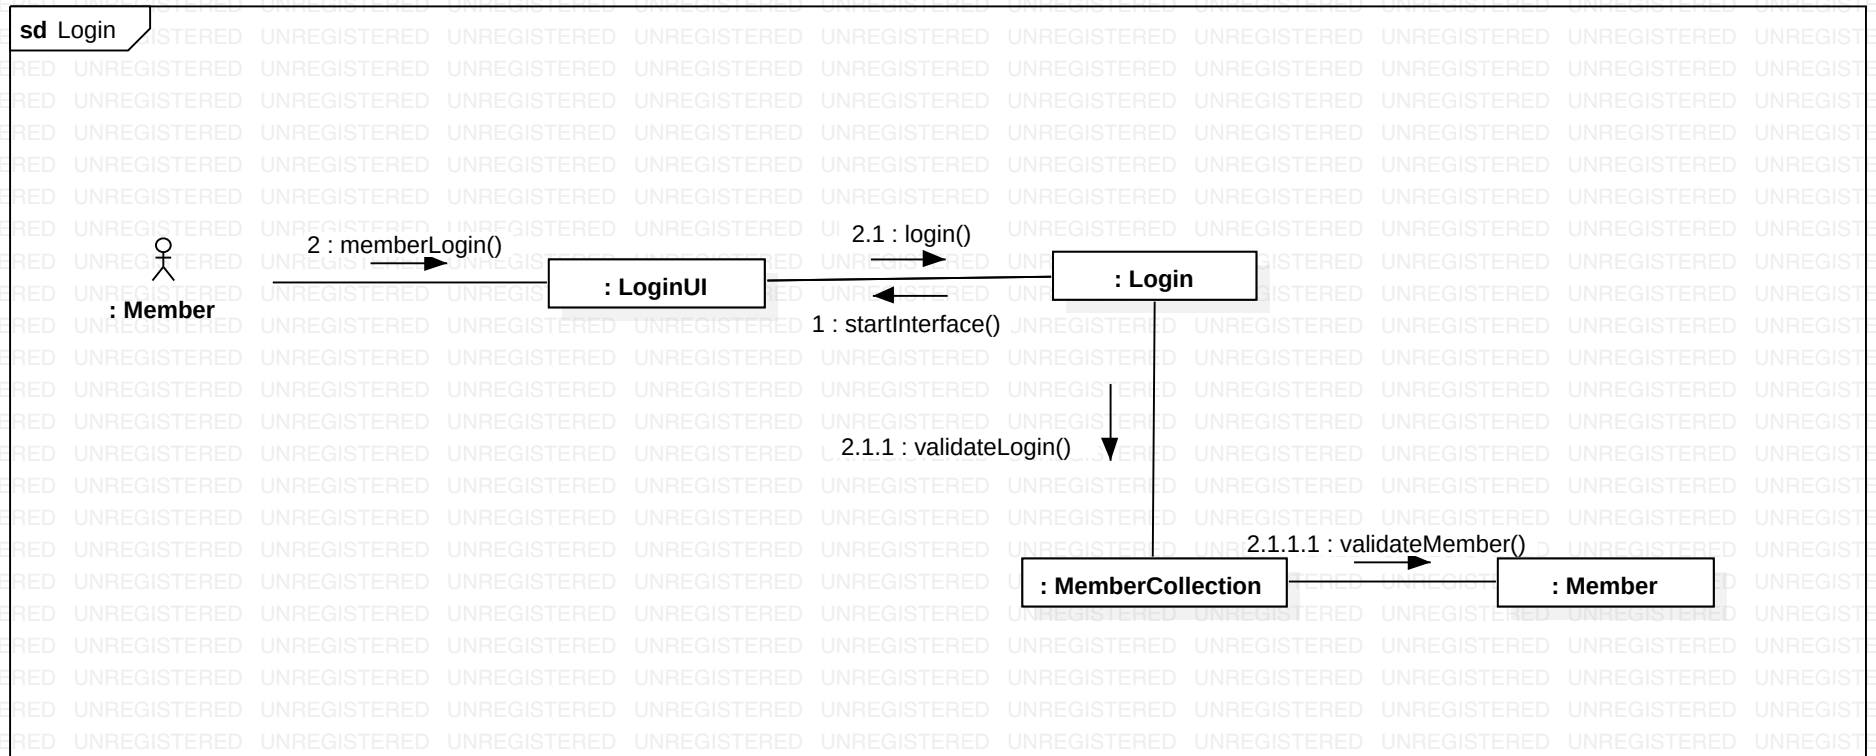 sd Login
2 : memberLogin()
2.1 : login()
: Member
: LoginUI
: Login
1 : startInterface()
2.1.1 : validateLogin()
2.1.1.1 : validateMember()
: MemberCollection
: Member
UNREGISTERED